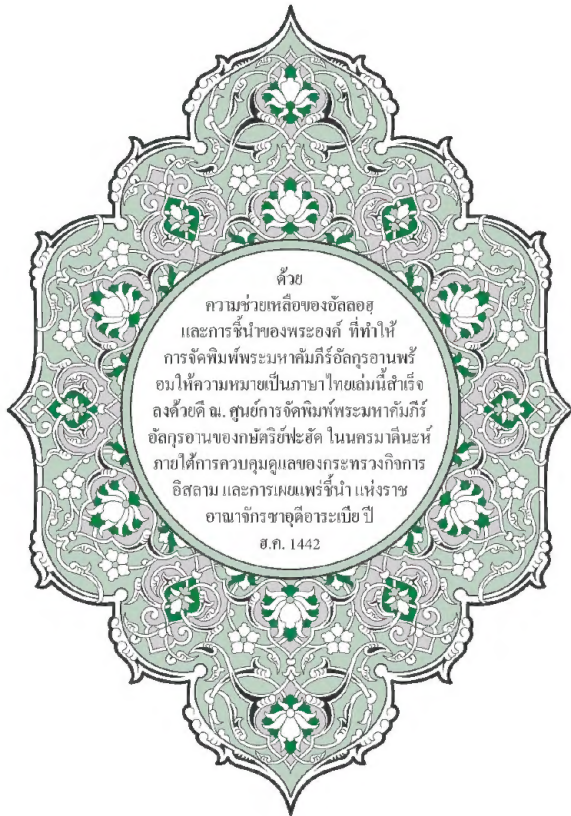 ด้วย
ความช่วยเหลือของอัลลอฮฺ
และการชี้นำของพระองค์ ที่ทำให้
การจัดพิมพ์พระมหาคัมภีร์อัลกุรอานพร้
อมให้ความหมายเป็นภาษาไทยเล่มนี้สำเร็จ
ลงด้วยดี ณ. ศูนย์การจัดพิมพ์พระมหาคัมภีร์
อัลกุรอานของกษัตริย์ฟะฮัด ในนครมาดีนะห์
ภายใต้การควบคุมดูแลของกระทรวงกิจการ
อิสลาม และการเผยแพร่ชี้นำ แห่งราช
อาณาจักรซาอุดีอาระเบีย ปี
ฮ.ศ. 1442